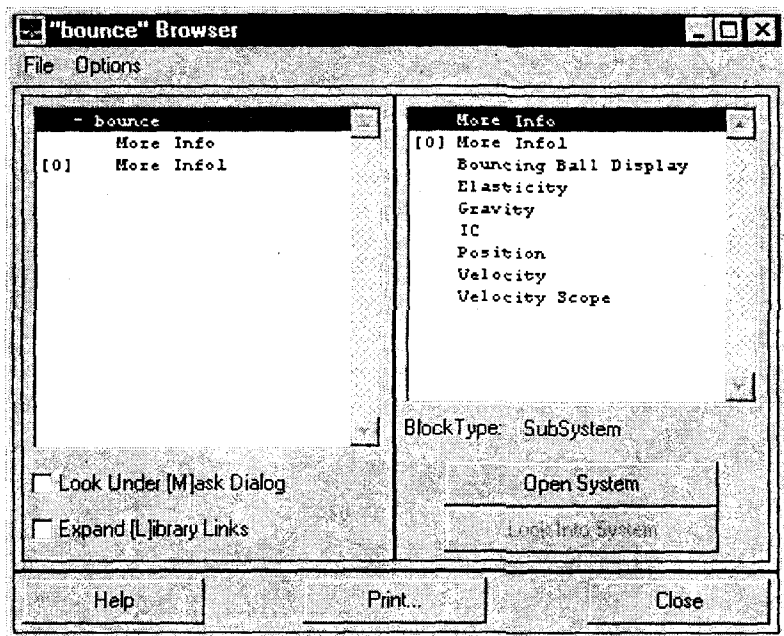 "bounce" Browser
File Options
- bounce
More Info
[0] More Info1
More Info
[0] More Info1
Bouncing Ball Display
Elasticity
Gravity
IC
Position
Velocity
Velocity Scope
BlockType: SubSystem
Look Under [M]ask Dialog
Expand [L]ibrary Links
Open System
Look Into System
Help
Print...
Close